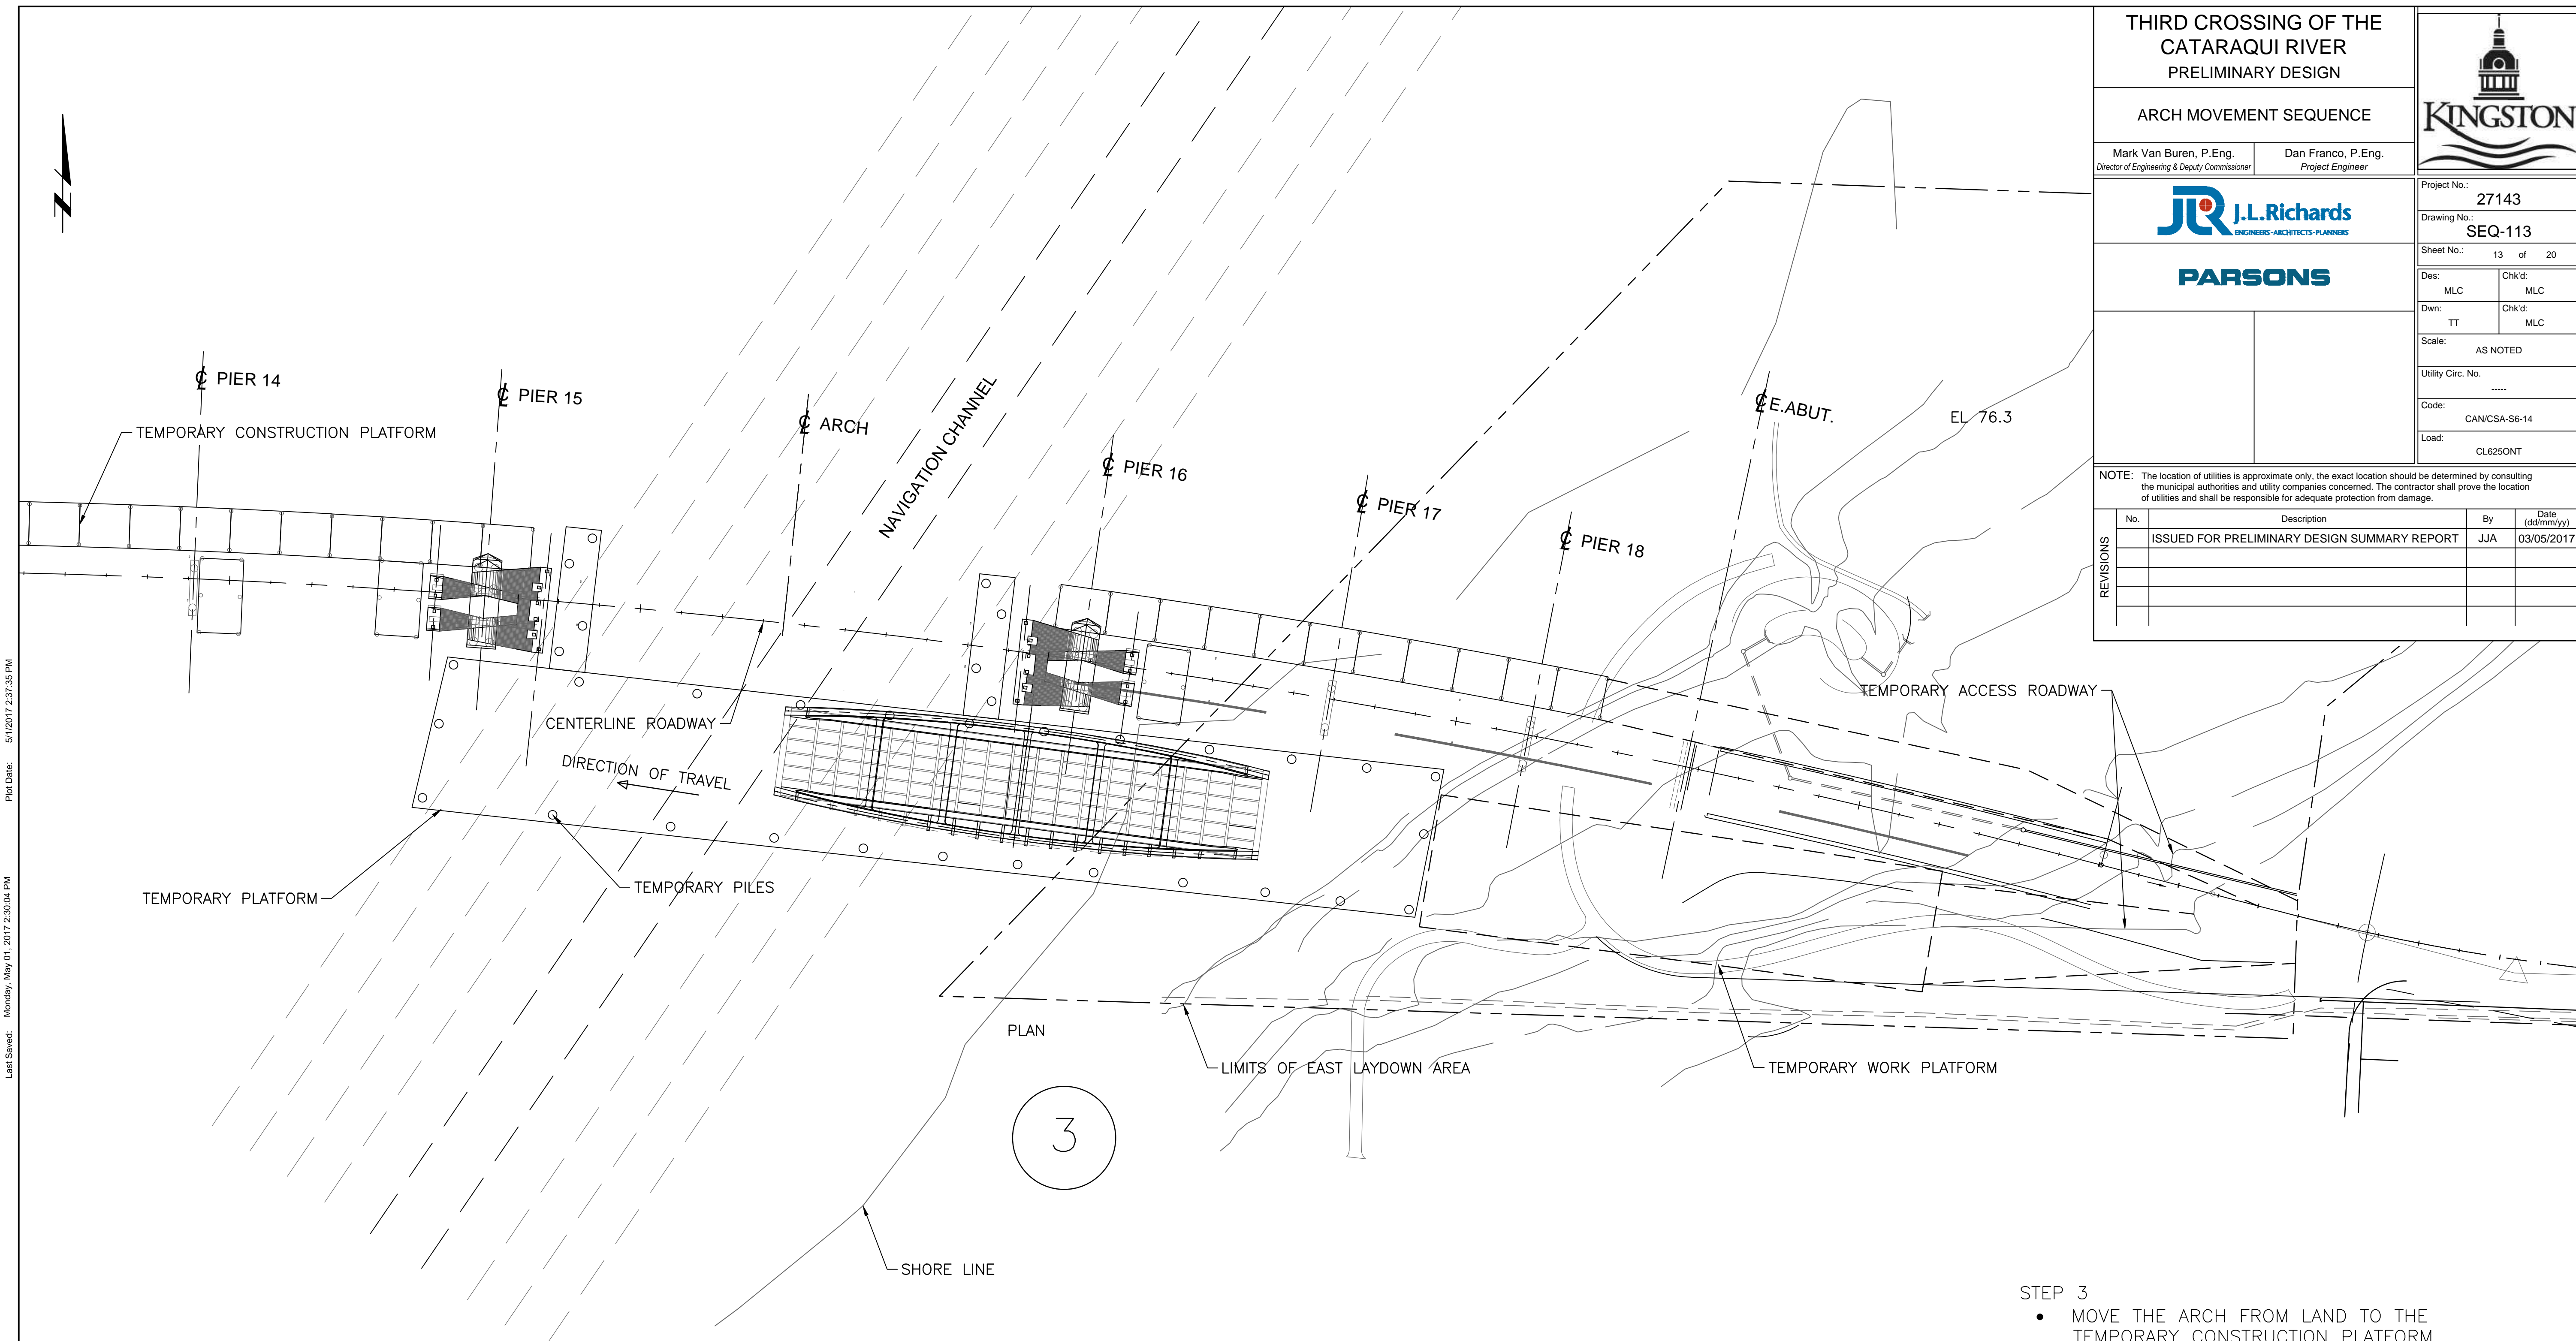 THIRD CROSSING OF THE
CATARAQUI RIVER
PRELIMINARY DESIGN
ARCH MOVEMENT SEQUENCE
Mark Van Buren, P.Eng.
Director of Engineering & Deputy Commissioner
Dan Franco, P.Eng.
Project Engineer
KINGSTON
JLR J.L.Richards
ENGINEERS·ARCHITECTS·PLANNERS
PARSONS
Project No.:
27143
Drawing No.:
SEQ-113
Sheet No.: 13 of 20
Des:
MLC
Chk'd:
MLC
Dwn:
TT
Chk'd:
MLC
Scale:
AS NOTED
Utility Circ. No.
-----
Code:
CAN/CSA-S6-14
Load:
CL625ONT
NOTE: The location of utilities is approximate only, the exact location should be determined by consulting
the municipal authorities and utility companies concerned. The contractor shall prove the location
of utilities and shall be responsible for adequate protection from damage.
REVISIONS
No. Description By Date
(dd/mm/yy)
ISSUED FOR PRELIMINARY DESIGN SUMMARY REPORT JJA 03/05/2017
N
℄ PIER 14
℄ PIER 15
℄ ARCH
NAVIGATION CHANNEL
℄ PIER 16
℄ PIER 17
℄ PIER 18
℄ E.ABUT.
EL 76.3
TEMPORARY CONSTRUCTION PLATFORM
CENTERLINE ROADWAY
DIRECTION OF TRAVEL
TEMPORARY ACCESS ROADWAY
TEMPORARY PLATFORM
TEMPORARY PILES
PLAN
LIMITS OF EAST LAYDOWN AREA
TEMPORARY WORK PLATFORM
3
SHORE LINE
STEP 3
• MOVE THE ARCH FROM LAND TO THE
TEMPORARY CONSTRUCTION PLATFORM
Plot Date: 5/1/2017 2:37:35 PM
Last Saved: Monday, May 01, 2017 2:30:04 PM